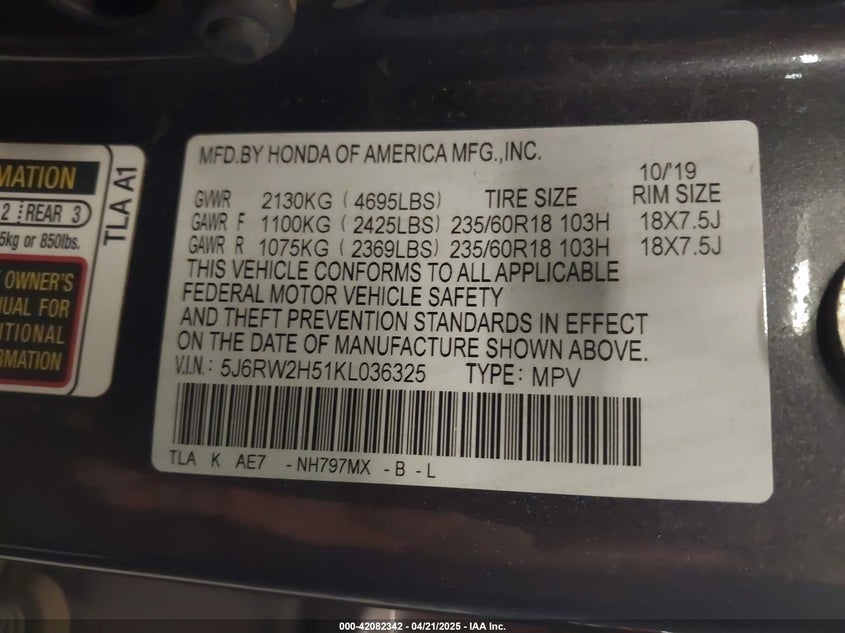 RMATION
2 REAR 3
5kg or 850lbs.
OWNER'S
NUAL FOR
ITIONAL
RMATION
TLA A1
MFD.BY HONDA OF AMERICA MFG.,INC.
10/'19
GVWR 2130KG ( 4695LBS) TIRE SIZE RIM SIZE
GAWR F 1100KG ( 2425LBS) 235/60R18 103H 18X7.5J
GAWR R 1075KG ( 2369LBS) 235/60R18 103H 18X7.5J
THIS VEHICLE CONFORMS TO ALL APPLICABLE
FEDERAL MOTOR VEHICLE SAFETY
AND THEFT PREVENTION STANDARDS IN EFFECT
ON THE DATE OF MANUFACTURE SHOWN ABOVE.
V.I.N.: 5J6RW2H51KL036325 TYPE: MPV
TLA K AE7 -NH797MX -B -L
000-42082342 - 04/21/2025 - IAA Inc.